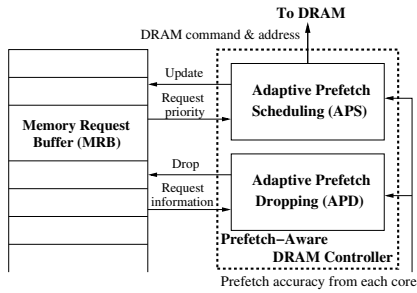 To DRAM
DRAM command & address
Update
Request
priority
Adaptive Prefetch
Scheduling (APS)
Memory Request
Buffer (MRB)
Drop
Request
information
Adaptive Prefetch
Dropping (APD)
Prefetch−Aware
DRAM Controller
Prefetch accuracy from each core